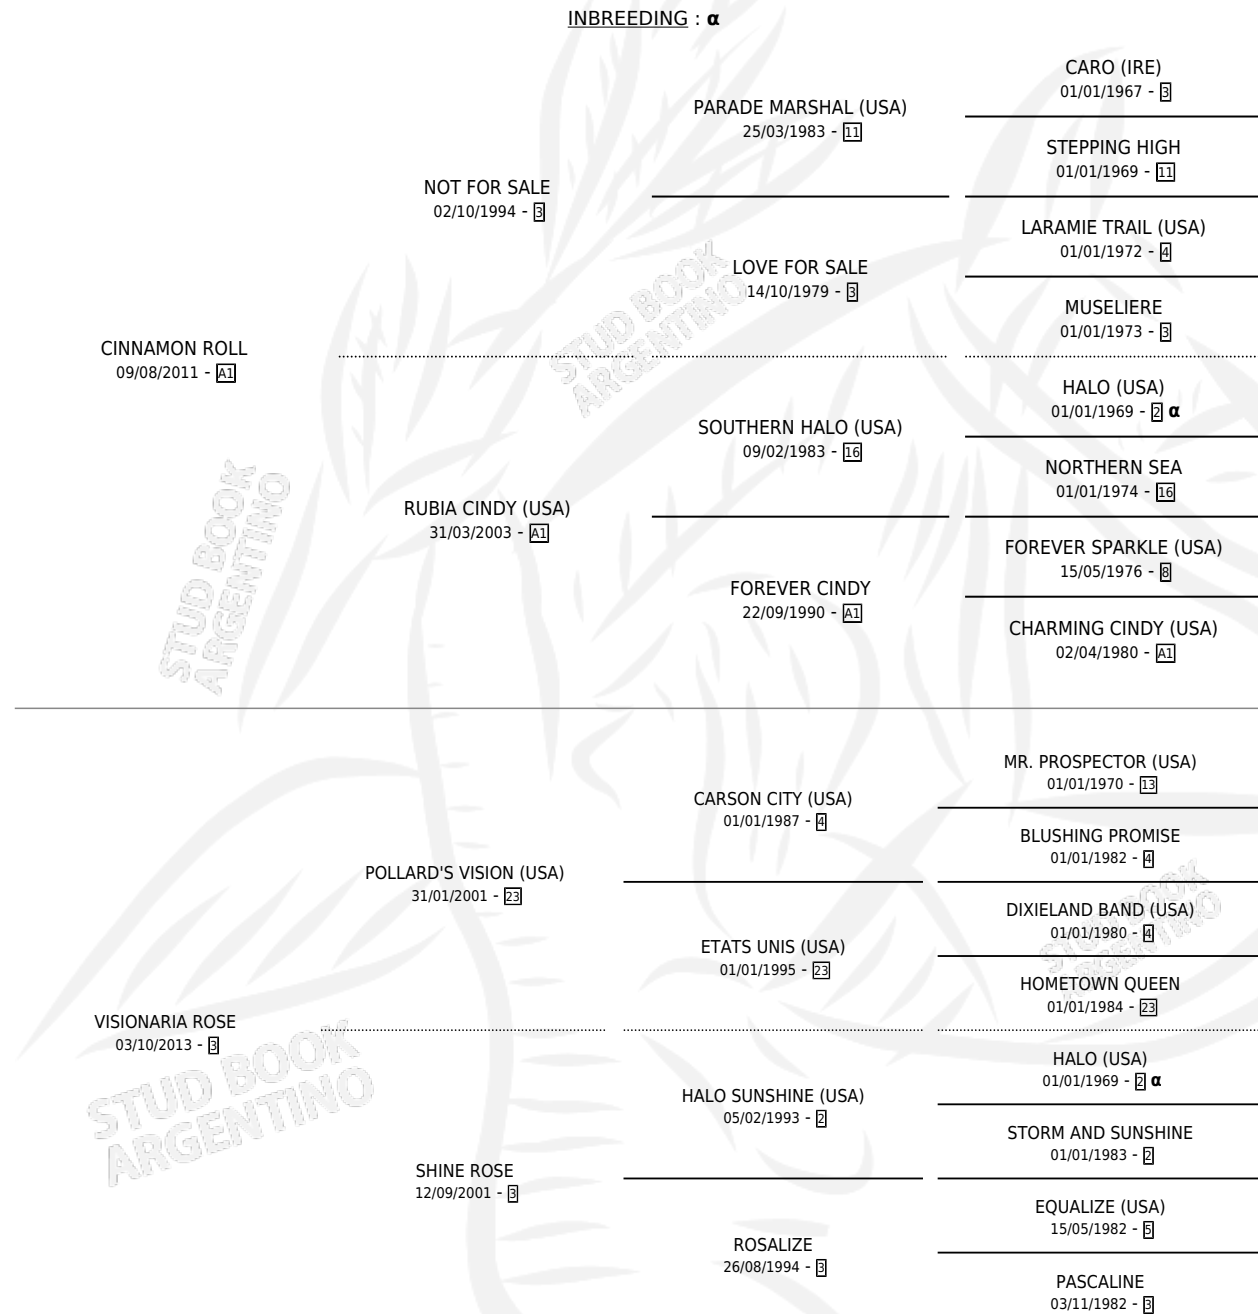 INBREEDING : α
CARO (IRE)
01/01/1967 - 3
PARADE MARSHAL (USA)
25/03/1983 - 11
STEPPING HIGH
01/01/1969 - 11
NOT FOR SALE
02/10/1994 - 3
LARAMIE TRAIL (USA)
01/01/1972 - 4
LOVE FOR SALE
14/10/1979 - 3
MUSELIERE
01/01/1973 - 3
CINNAMON ROLL
09/08/2011 - A1
HALO (USA)
01/01/1969 - 2 α
SOUTHERN HALO (USA)
09/02/1983 - 16
NORTHERN SEA
01/01/1974 - 16
RUBIA CINDY (USA)
31/03/2003 - A1
FOREVER SPARKLE (USA)
15/05/1976 - 8
FOREVER CINDY
22/09/1990 - A1
CHARMING CINDY (USA)
02/04/1980 - A1
MR. PROSPECTOR (USA)
01/01/1970 - 13
CARSON CITY (USA)
01/01/1987 - 4
BLUSHING PROMISE
01/01/1982 - 4
POLLARD'S VISION (USA)
31/01/2001 - 23
DIXIELAND BAND (USA)
01/01/1980 - 4
ETATS UNIS (USA)
01/01/1995 - 23
HOMETOWN QUEEN
01/01/1984 - 23
VISIONARIA ROSE
03/10/2013 - 3
HALO (USA)
01/01/1969 - 2 α
HALO SUNSHINE (USA)
05/02/1993 - 2
STORM AND SUNSHINE
01/01/1983 - 2
SHINE ROSE
12/09/2001 - 3
EQUALIZE (USA)
15/05/1982 - 5
ROSALIZE
26/08/1994 - 3
PASCALINE
03/11/1982 - 3
STUD BOOK
ARGENTINO
STUD BOOK
ARGENTINO
STUD BOOK
ARGENTINO
STUD BOOK
ARGENTINO